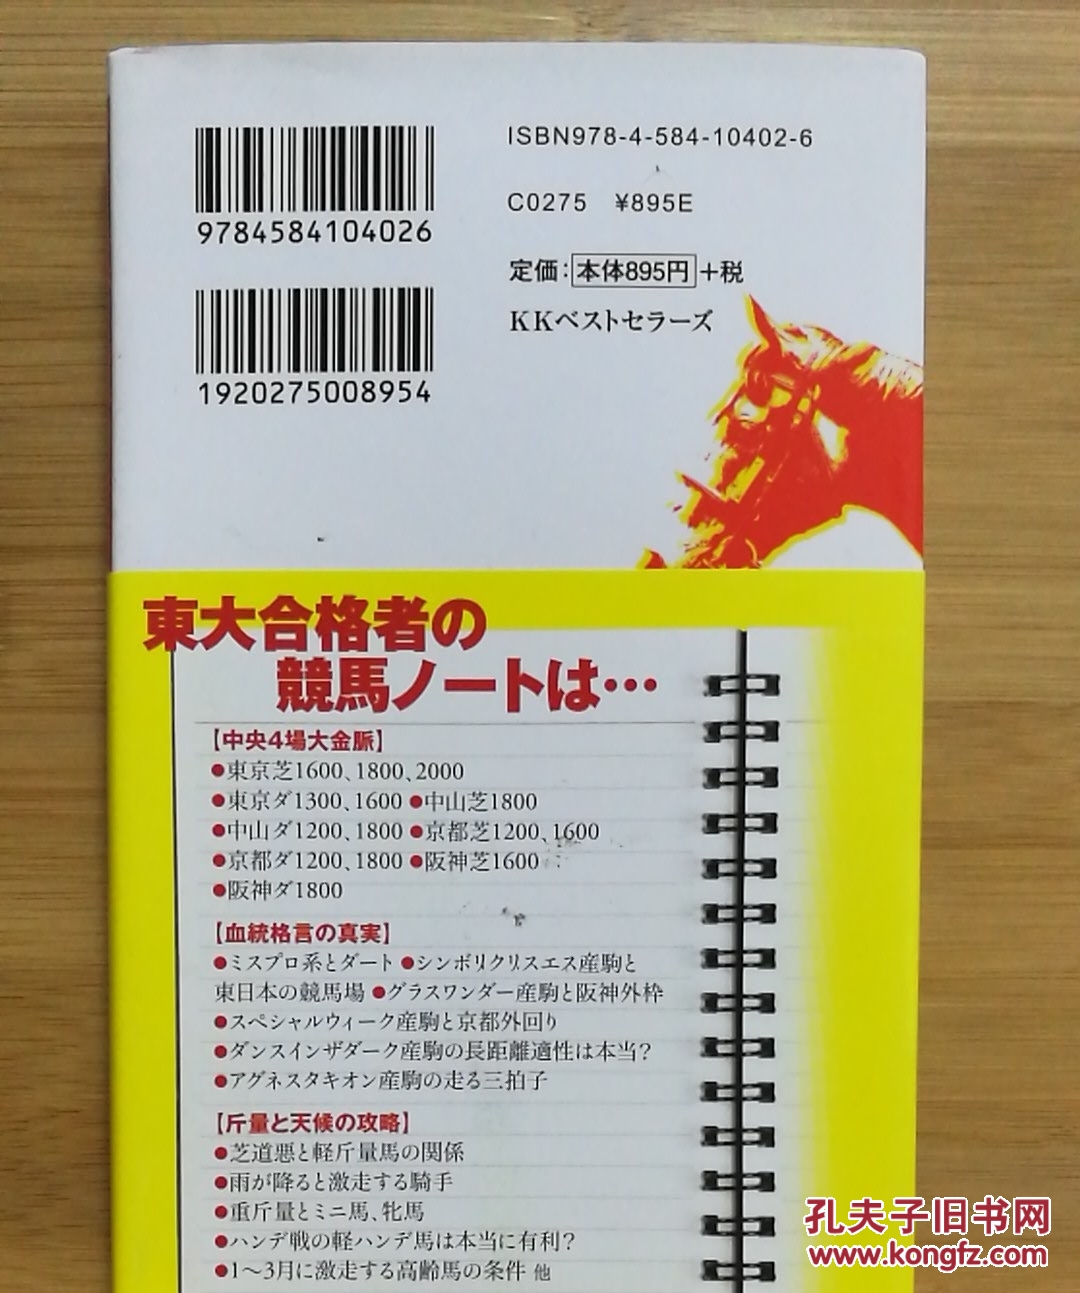 ISBN978-4-584-10402-6
9784584104026
C0275 ¥895E
定価:本体895円+税
KKベストセラーズ
1920275008954
東大合格者の
競馬ノートは…
【中央4場大金脈】
●東京芝1600、1800、2000
●東京ダ1300、1600 ●中山芝1800
●中山ダ1200、1800 ●京都芝1200、1600
●京都ダ1200、1800 ●阪神芝1600
●阪神ダ1800
【血統格言の真実】
●ミスプロ系とダート ●シンボリクリスエス産駒と
東日本の競馬場 ●グラスワンダー産駒と阪神外枠
●スペシャルウィーク産駒と京都外回り
●ダンスインザダーク産駒の長距離適性は本当?
●アグネスタキオン産駒の走る三拍子
【斤量と天候の攻略】
●芝道悪と軽斤量馬の関係
●雨が降ると激走する騎手
●重斤量とミニ馬、牝馬
●ハンデ戦の軽ハンデ馬は本当に有利?
●1〜3月に激走する高齢馬の条件 他
孔夫子旧书网
www.kongfz.com